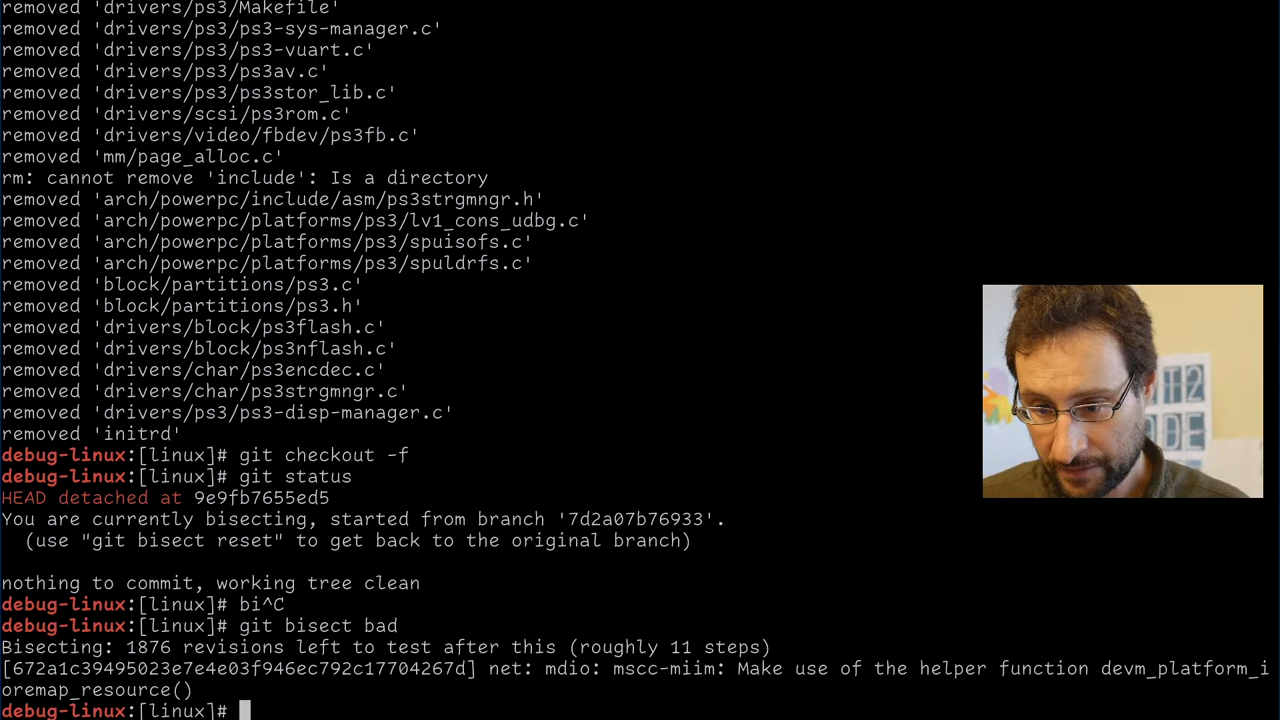 removed 'drivers/ps3/Makefile'
removed 'drivers/ps3/ps3-sys-manager.c'
removed 'drivers/ps3/ps3-vuart.c'
removed 'drivers/ps3/ps3av.c'
removed 'drivers/ps3/ps3stor_lib.c'
removed 'drivers/scsi/ps3rom.c'
removed 'drivers/video/fbdev/ps3fb.c'
removed 'mm/page_alloc.c'
rm: cannot remove 'include': Is a directory
removed 'arch/powerpc/include/asm/ps3strgmngr.h'
removed 'arch/powerpc/platforms/ps3/lv1_cons_udbg.c'
removed 'arch/powerpc/platforms/ps3/spuisofs.c'
removed 'arch/powerpc/platforms/ps3/spuldrfs.c'
removed 'block/partitions/ps3.c'
removed 'block/partitions/ps3.h'
removed 'drivers/block/ps3flash.c'
removed 'drivers/block/ps3nflash.c'
removed 'drivers/char/ps3encdec.c'
removed 'drivers/char/ps3strgmngr.c'
removed 'drivers/ps3/ps3-disp-manager.c'
removed 'initrd'
debug-linux:[linux]# git checkout -f
debug-linux:[linux]# git status
HEAD detached at 9e9fb7655ed5
You are currently bisecting, started from branch '7d2a07b76933'.
(use "git bisect reset" to get back to the original branch)
nothing to commit, working tree clean
debug-linux:[linux]# bi^C
debug-linux:[linux]# git bisect bad
Bisecting: 1876 revisions left to test after this (roughly 11 steps)
[672a1c39495023e7e4e03f946ec792c17704267d] net: mdio: mscc-miim: Make use of the helper function devm_platform_i
oremap_resource()
debug-linux:[linux]#